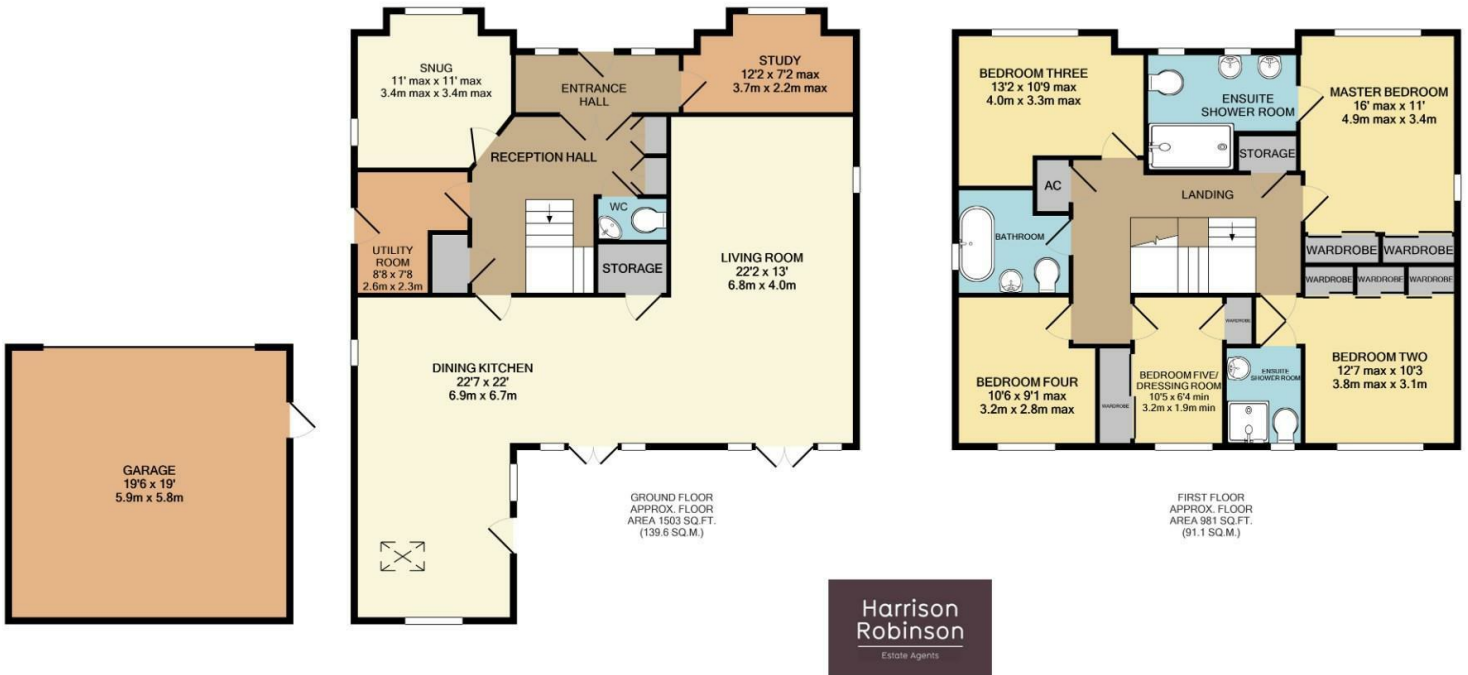 SNUG
11' max x 11' max
3.4m max x 3.4m max
ENTRANCE
HALL
STUDY
12'2 x 7'2 max
3.7m x 2.2m max
RECEPTION HALL
WC
UTILITY
ROOM
8'8 x 7'8
2.6m x 2.3m
STORAGE
LIVING ROOM
22'2 x 13'
6.8m x 4.0m
DINING KITCHEN
22'7 x 22'
6.9m x 6.7m
GARAGE
19'6 x 19'
5.9m x 5.8m
GROUND FLOOR
APPROX. FLOOR
AREA 1503 SQ.FT.
(139.6 SQ.M.)
BEDROOM THREE
13'2 x 10'9 max
4.0m x 3.3m max
ENSUITE
SHOWER ROOM
MASTER BEDROOM
16' max x 11'
4.9m max x 3.4m
STORAGE
AC
LANDING
BATHROOM
WARDROBE
WARDROBE
WARDROBE
WARDROBE
WARDROBE
WARDROBE
BEDROOM TWO
12'7 max x 10'3
3.8m max x 3.1m
ENSUITE
SHOWER ROOM
BEDROOM FIVE/
DRESSING ROOM
10'5 x 6'4 min
3.2m x 1.9m min
WARDROBE
BEDROOM FOUR
10'6 x 9'1 max
3.2m x 2.8m max
FIRST FLOOR
APPROX. FLOOR
AREA 981 SQ.FT.
(91.1 SQ.M.)
Harrison
Robinson
Estate Agents